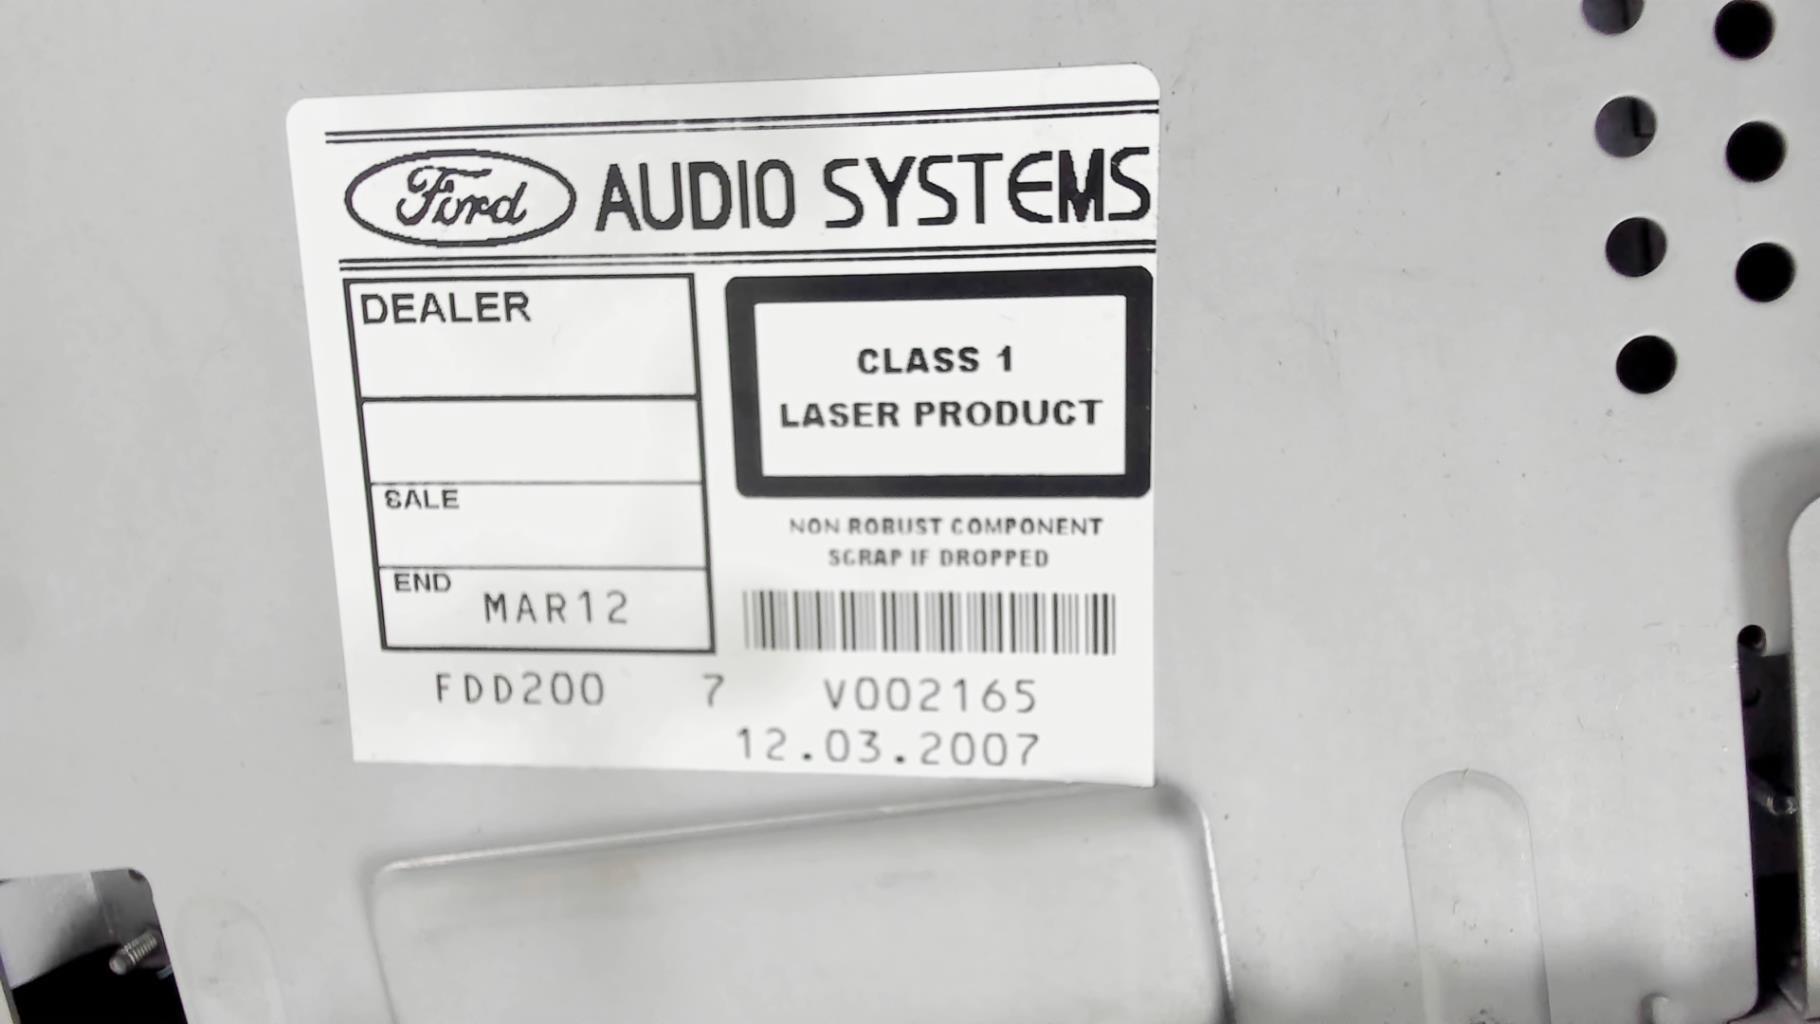 Ford AUDIO SYSTEMS
DEALER
SALE
END MAR12
CLASS 1
LASER PRODUCT
NON ROBUST COMPONENT
SCRAP IF DROPPED
FDD200 7 V002165
12.03.2007